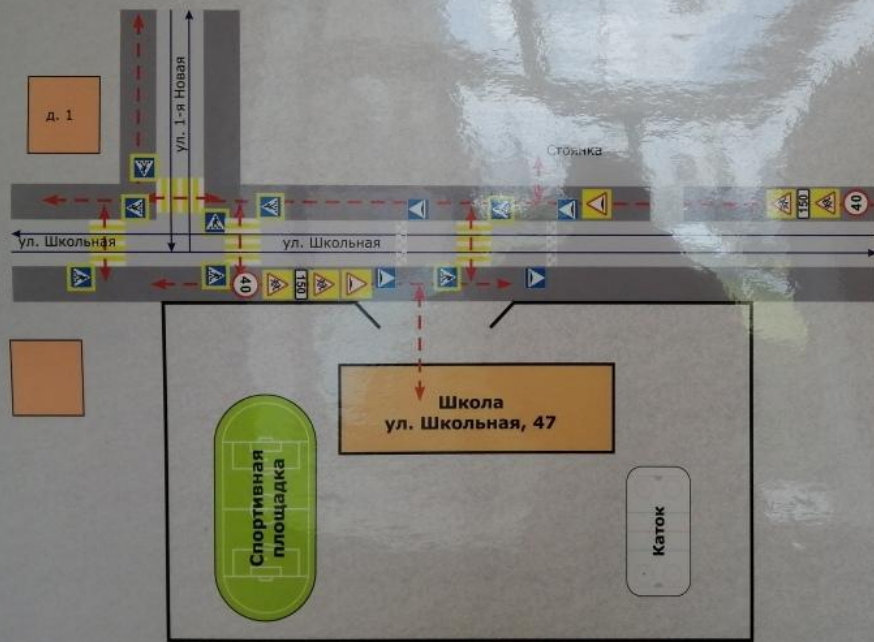 д. 1
ул. 1-я Новая
Стоянка
150
40
ул. Школьная
ул. Школьная
40
150
Школа
ул. Школьная, 47
Спортивная
площадка
Каток